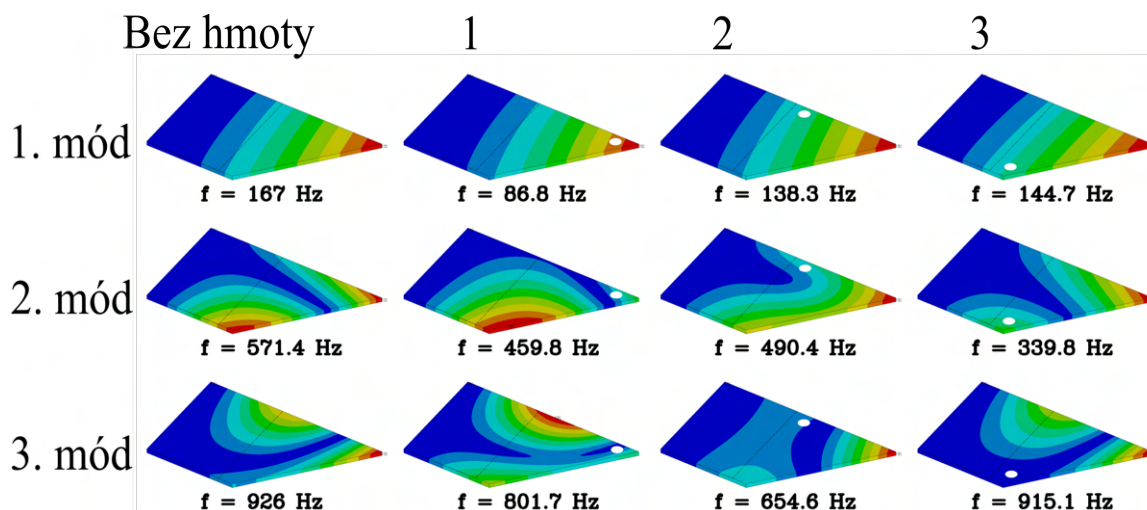 Bez hmoty 1 2 3
1. mód
f = 167 Hz f = 86.8 Hz f = 138.3 Hz f = 144.7 Hz
2. mód
f = 571.4 Hz f = 459.8 Hz f = 490.4 Hz f = 339.8 Hz
3. mód
f = 926 Hz f = 801.7 Hz f = 654.6 Hz f = 915.1 Hz